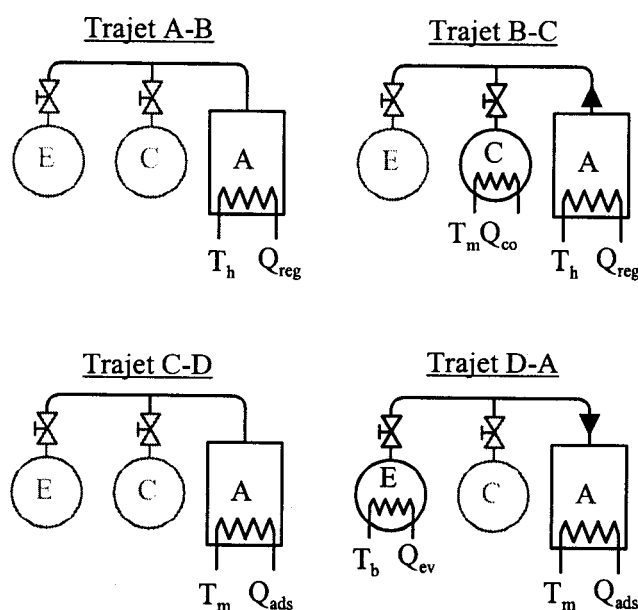 Trajet A-B
E
C
A
T_h Q_reg
Trajet B-C
E
C
A
T_m Q_co
T_h Q_reg
Trajet C-D
E
C
A
T_m Q_ads
Trajet D-A
E
C
A
T_b Q_ev
T_m Q_ads